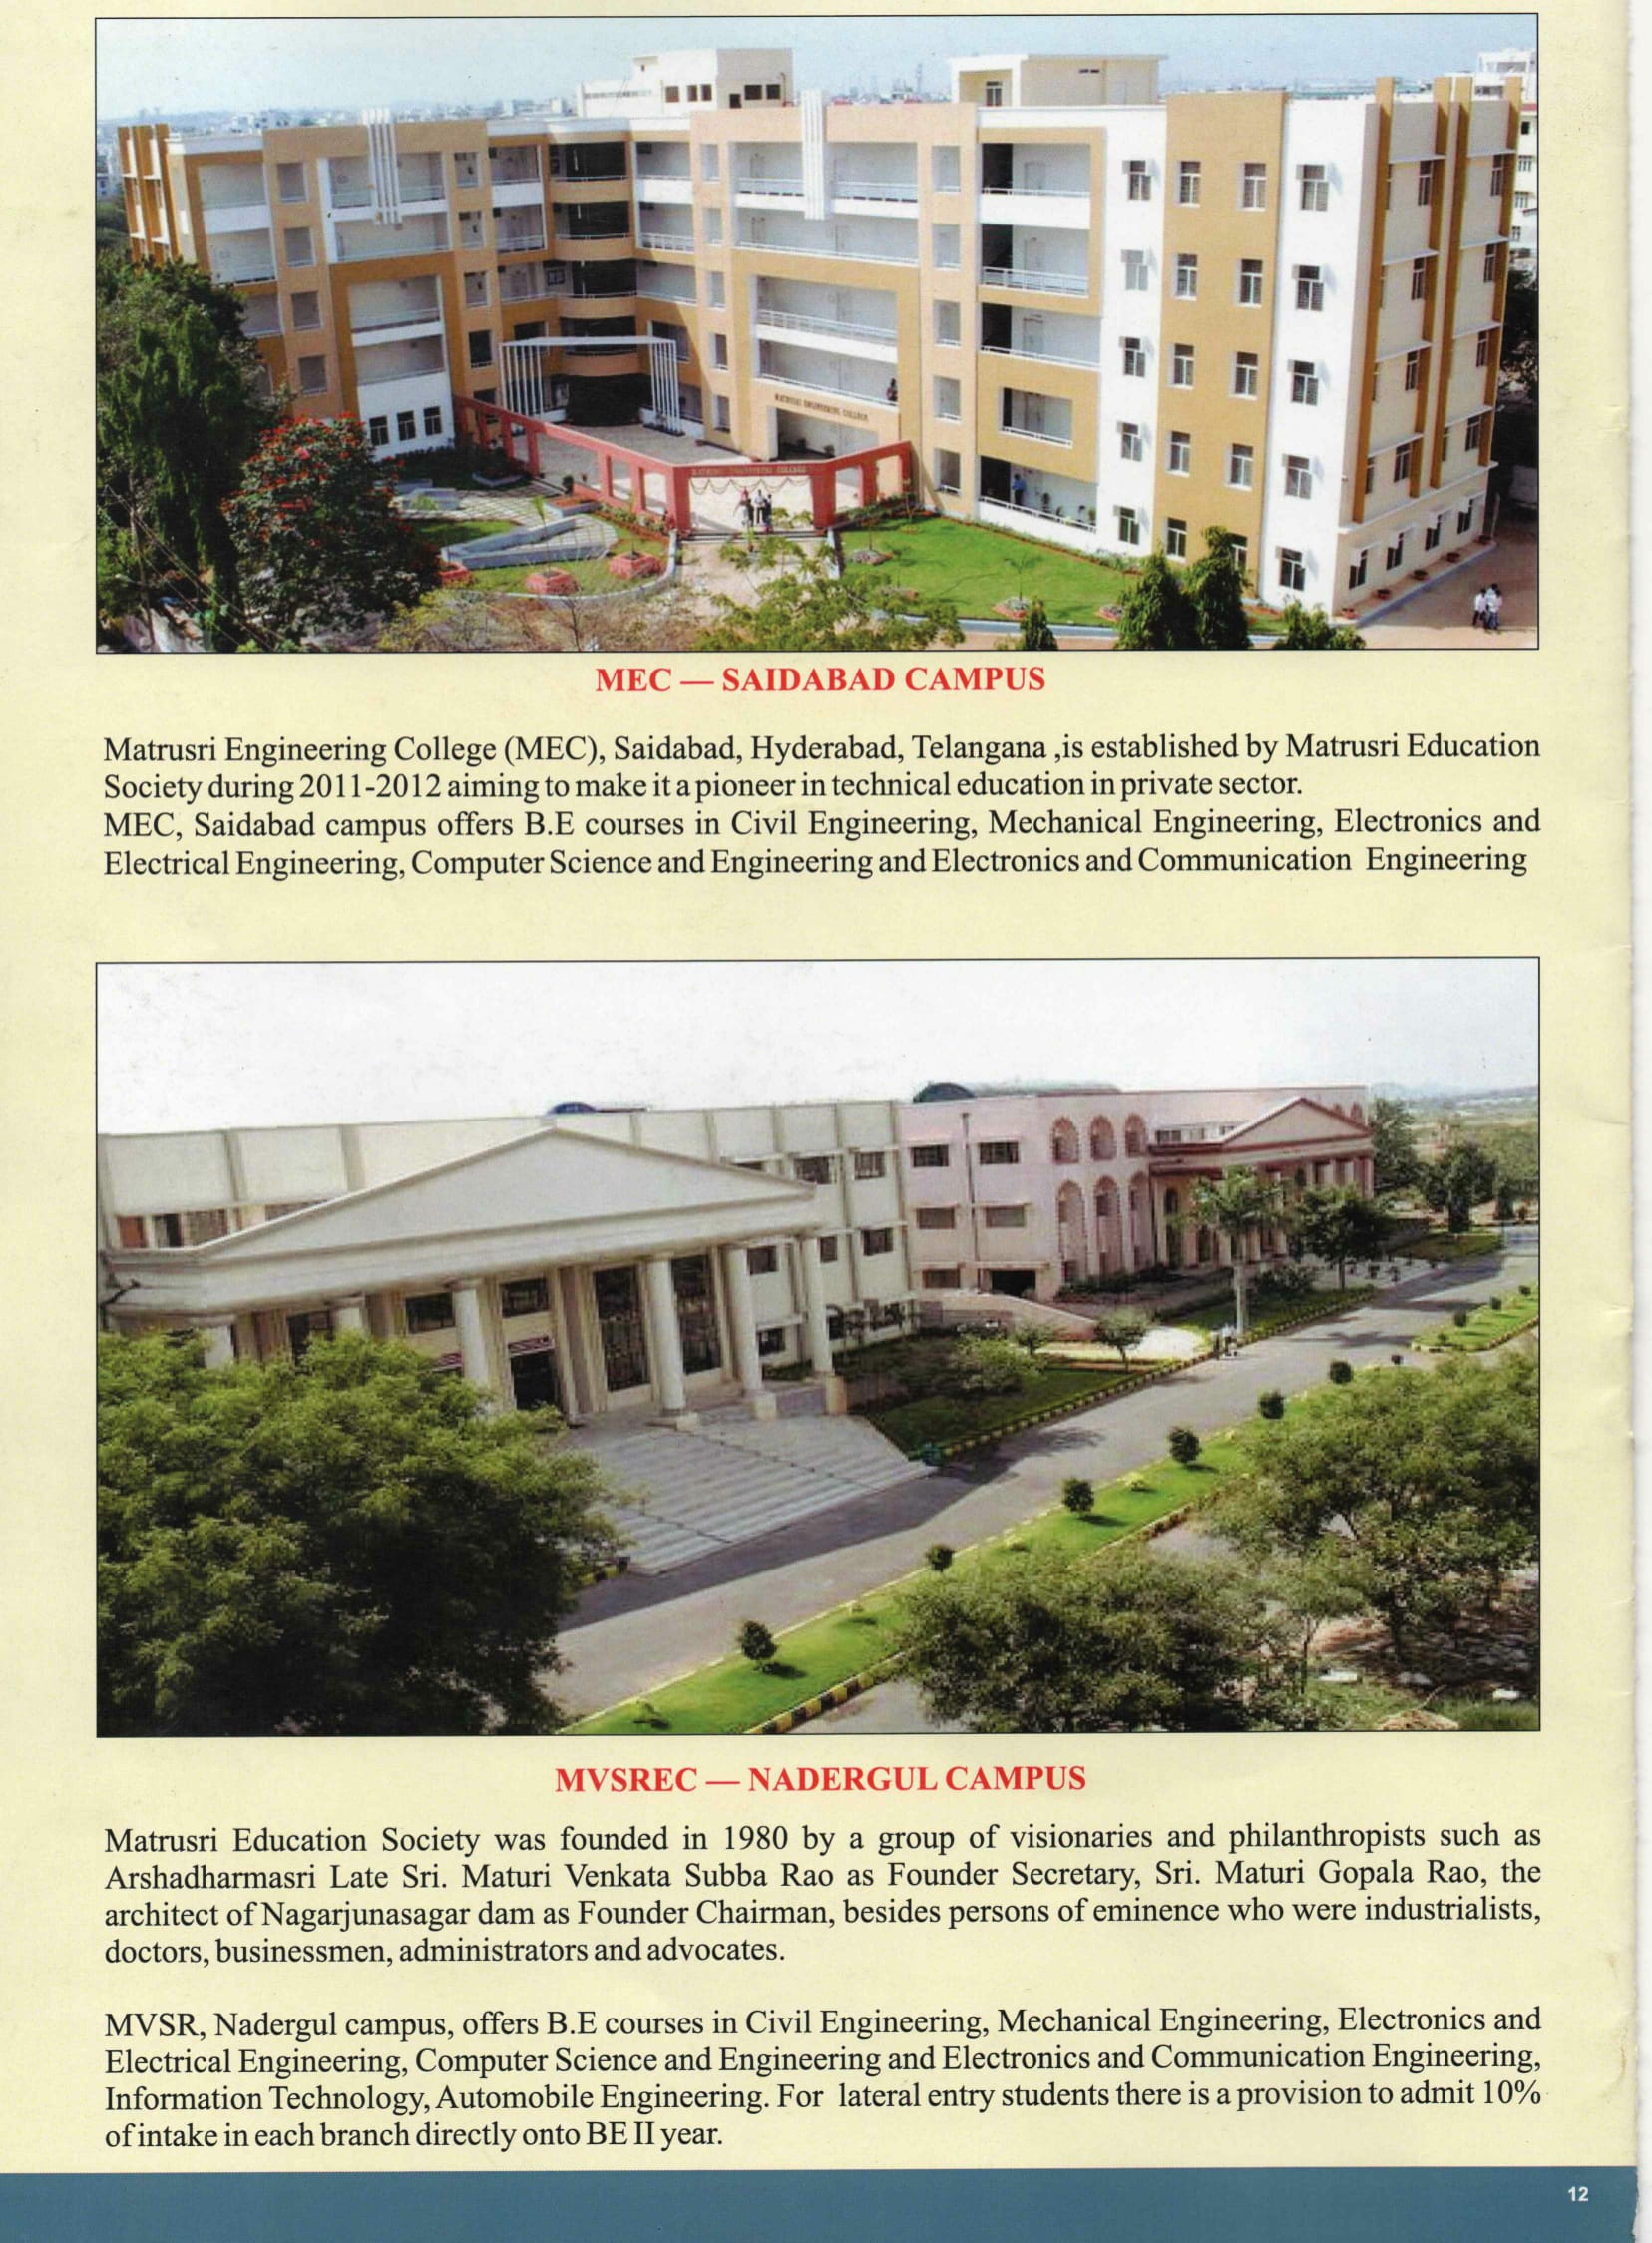 MATRUSRI ENGINEERING COLLEGE
MATRUSRI ENGINEERING COLLEGE
MEC — SAIDABAD CAMPUS
Matrusri Engineering College (MEC), Saidabad, Hyderabad, Telangana ,is established by Matrusri Education
Society during 2011-2012 aiming to make it a pioneer in technical education in private sector.
MEC, Saidabad campus offers B.E courses in Civil Engineering, Mechanical Engineering, Electronics and
Electrical Engineering, Computer Science and Engineering and Electronics and Communication Engineering
MVSREC — NADERGUL CAMPUS
Matrusri Education Society was founded in 1980 by a group of visionaries and philanthropists such as
Arshadharmasri Late Sri. Maturi Venkata Subba Rao as Founder Secretary, Sri. Maturi Gopala Rao, the
architect of Nagarjunasagar dam as Founder Chairman, besides persons of eminence who were industrialists,
doctors, businessmen, administrators and advocates.
MVSR, Nadergul campus, offers B.E courses in Civil Engineering, Mechanical Engineering, Electronics and
Electrical Engineering, Computer Science and Engineering and Electronics and Communication Engineering,
Information Technology, Automobile Engineering. For lateral entry students there is a provision to admit 10%
of intake in each branch directly onto BE II year.
12